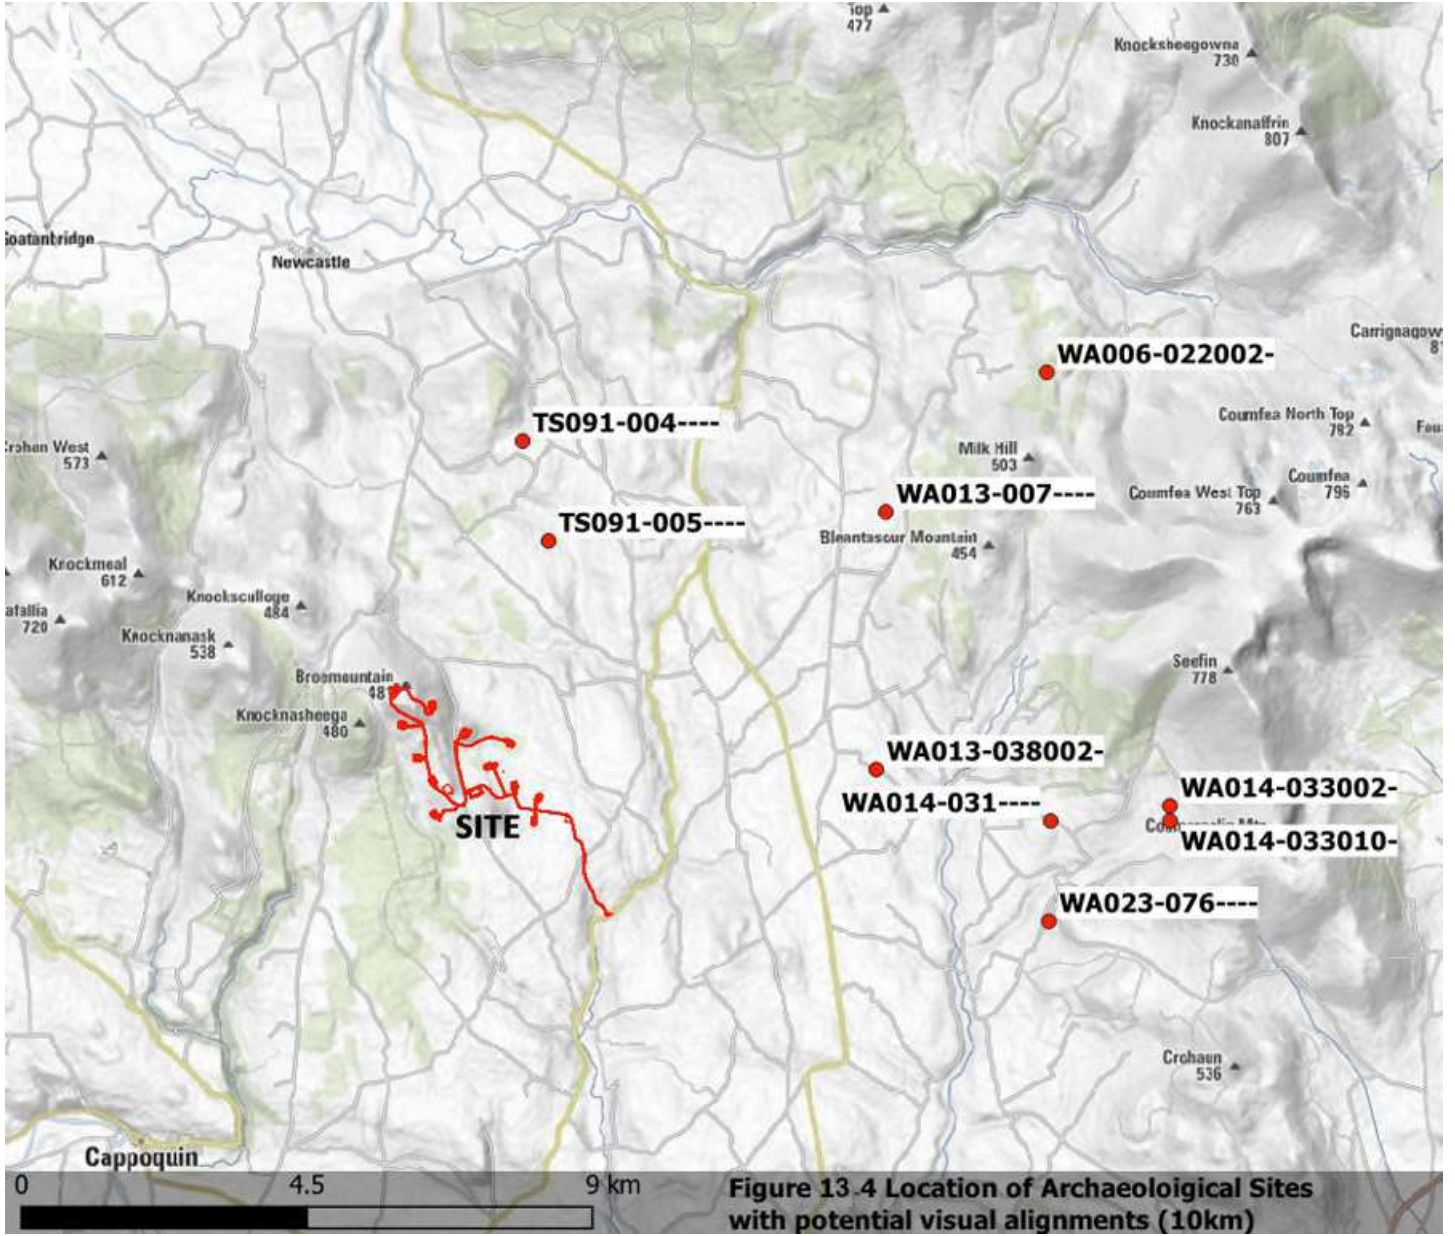 Top
477
Knocksheegowna
730
Knockanaffrin
807
Goatanbridge
Newcastle
Carrignagow
WA006-022002-
TS091-004----
Coumfea North Top
782
Crohan West
573
Milk Hill
503
Coumfea
796
Coumfea West Top
763
WA013-007----
TS091-005----
Bleantasour Mountain
454
Knockmeal
612
Knocksculloge
484
afallia
720
Knocknanask
538
Seefin
778
Broemountain
Knocknasheega
480
WA013-038002-
WA014-031----
WA014-033002-
WA014-033010-
SITE
WA023-076----
Crohaun
536
Cappoquin
0 4.5 9 km
Figure 13.4 Location of Archaeoloigical Sites
with potential visual alignments (10km)